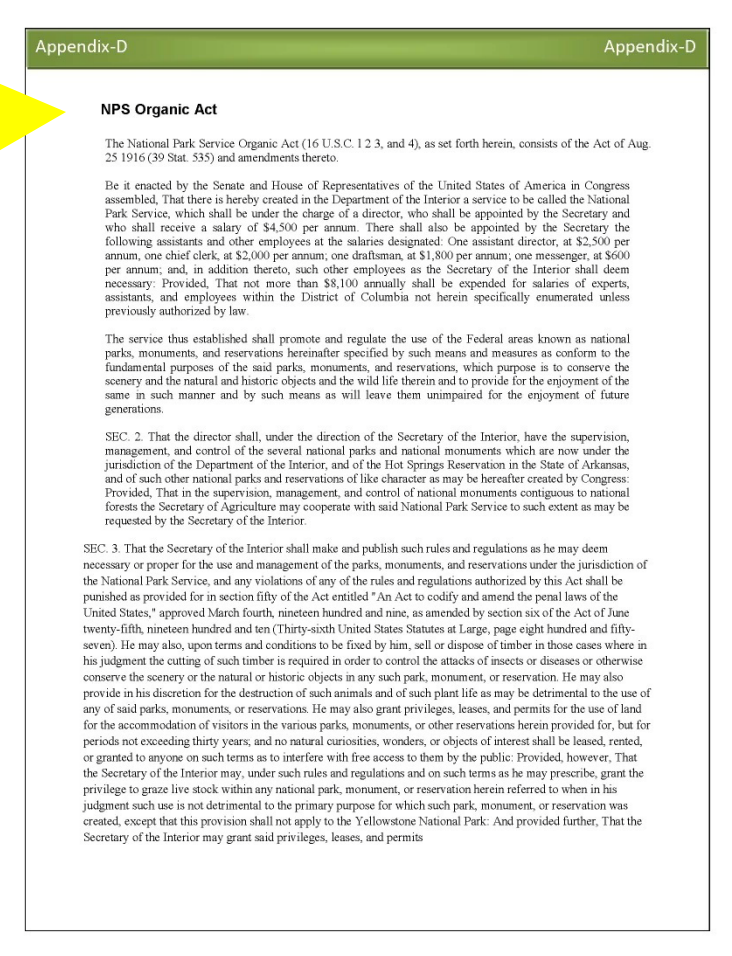 Appendix-D Appendix-D
NPS Organic Act
The National Park Service Organic Act (16 U.S.C. l 2 3, and 4), as set forth herein, consists of the Act of Aug.
25 1916 (39 Stat. 535) and amendments thereto.
Be it enacted by the Senate and House of Representatives of the United States of America in Congress
assembled, That there is hereby created in the Department of the Interior a service to be called the National
Park Service, which shall be under the charge of a director, who shall be appointed by the Secretary and
who shall receive a salary of $4,500 per annum. There shall also be appointed by the Secretary the
following assistants and other employees at the salaries designated: One assistant director, at $2,500 per
annum, one chief clerk, at $2,000 per annum; one draftsman, at $1,800 per annum; one messenger, at $600
per annum; and, in addition thereto, such other employees as the Secretary of the Interior shall deem
necessary: Provided, That not more than $8,100 annually shall be expended for salaries of experts,
assistants, and employees within the District of Columbia not herein specifically enumerated unless
previously authorized by law.
The service thus established shall promote and regulate the use of the Federal areas known as national
parks, monuments, and reservations hereinafter specified by such means and measures as conform to the
fundamental purposes of the said parks, monuments, and reservations, which purpose is to conserve the
scenery and the natural and historic objects and the wild life therein and to provide for the enjoyment of the
same in such manner and by such means as will leave them unimpaired for the enjoyment of future
generations.
SEC. 2. That the director shall, under the direction of the Secretary of the Interior, have the supervision,
management, and control of the several national parks and national monuments which are now under the
jurisdiction of the Department of the Interior, and of the Hot Springs Reservation in the State of Arkansas,
and of such other national parks and reservations of like character as may be hereafter created by Congress:
Provided, That in the supervision, management, and control of national monuments contiguous to national
forests the Secretary of Agriculture may cooperate with said National Park Service to such extent as may be
requested by the Secretary of the Interior.
SEC. 3. That the Secretary of the Interior shall make and publish such rules and regulations as he may deem
necessary or proper for the use and management of the parks, monuments, and reservations under the jurisdiction of
the National Park Service, and any violations of any of the rules and regulations authorized by this Act shall be
punished as provided for in section fifty of the Act entitled "An Act to codify and amend the penal laws of the
United States," approved March fourth, nineteen hundred and nine, as amended by section six of the Act of June
twenty-fifth, nineteen hundred and ten (Thirty-sixth United States Statutes at Large, page eight hundred and fifty-
seven). He may also, upon terms and conditions to be fixed by him, sell or dispose of timber in those cases where in
his judgment the cutting of such timber is required in order to control the attacks of insects or diseases or otherwise
conserve the scenery or the natural or historic objects in any such park, monument, or reservation. He may also
provide in his discretion for the destruction of such animals and of such plant life as may be detrimental to the use of
any of said parks, monuments, or reservations. He may also grant privileges, leases, and permits for the use of land
for the accommodation of visitors in the various parks, monuments, or other reservations herein provided for, but for
periods not exceeding thirty years; and no natural curiosities, wonders, or objects of interest shall be leased, rented,
or granted to anyone on such terms as to interfere with free access to them by the public: Provided, however, That
the Secretary of the Interior may, under such rules and regulations and on such terms as he may prescribe, grant the
privilege to graze live stock within any national park, monument, or reservation herein referred to when in his
judgment such use is not detrimental to the primary purpose for which such park, monument, or reservation was
created, except that this provision shall not apply to the Yellowstone National Park: And provided further, That the
Secretary of the Interior may grant said privileges, leases, and permits